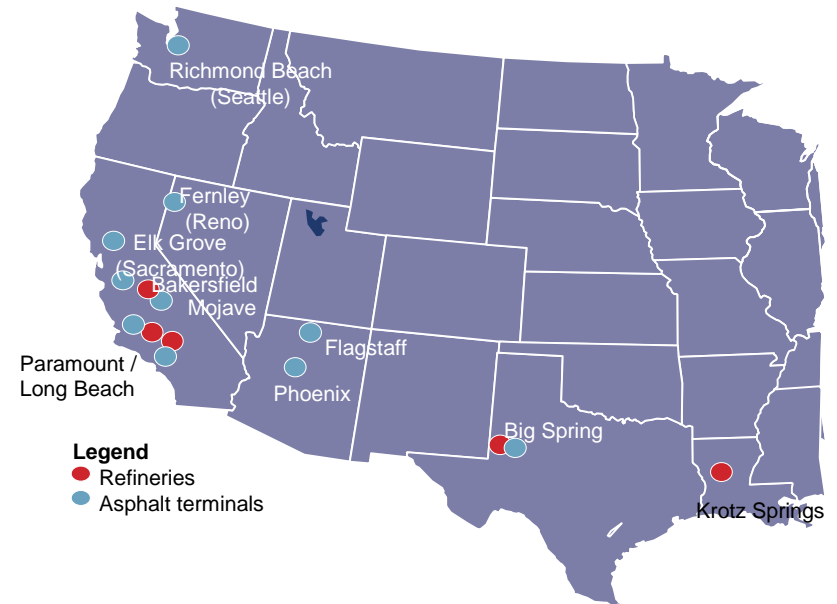 Richmond Beach
(Seattle)
Fernley
(Reno)
Elk Grove
(Sacramento)
Bakersfield
Mojave
Flagstaff
Paramount /
Long Beach
Phoenix
Big Spring
Legend
Refineries
Asphalt terminals
Krotz Springs